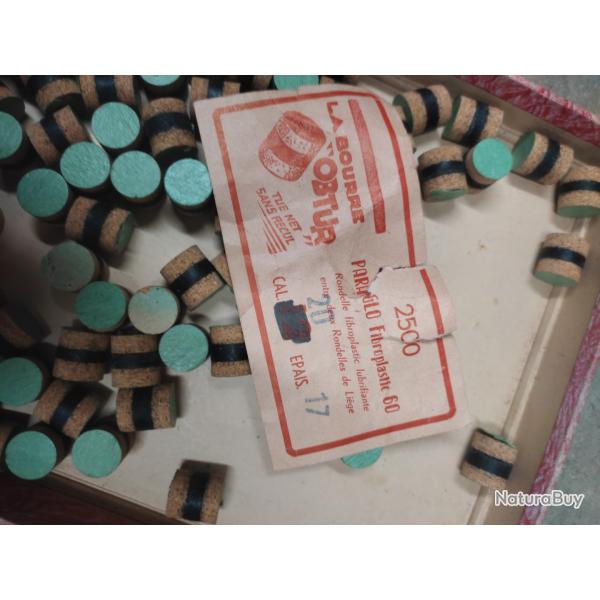 LA BOURRE
OBTUR
TUE NET
SANS RECUL
2500
PARAGLO Fibroplastic 60
Rondelle fibroplastic lubrifiante
entre deux Rondelles de Liège
CAL. 20
EPAIS. 17
NaturaBuy